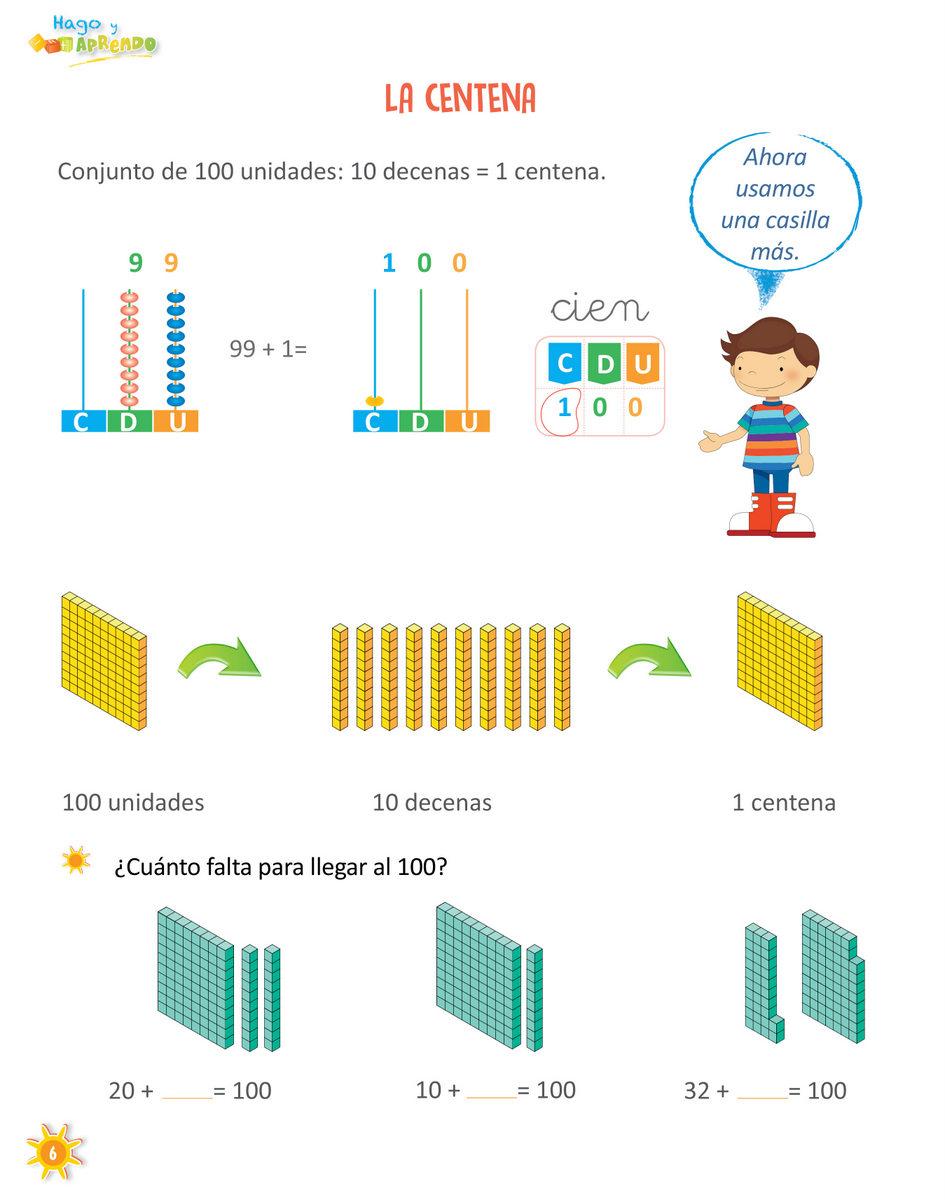 Hago y
APRENDO
LA CENTENA
Conjunto de 100 unidades: 10 decenas = 1 centena.
Ahora
usamos
una casilla
más.
9 9
C D U
99 + 1=
1 0 0
C D U
cien
C D U
1 0 0
100 unidades
10 decenas
1 centena
¿Cuánto falta para llegar al 100?
20 + _____= 100
10 + _____= 100
32 + _____= 100
6